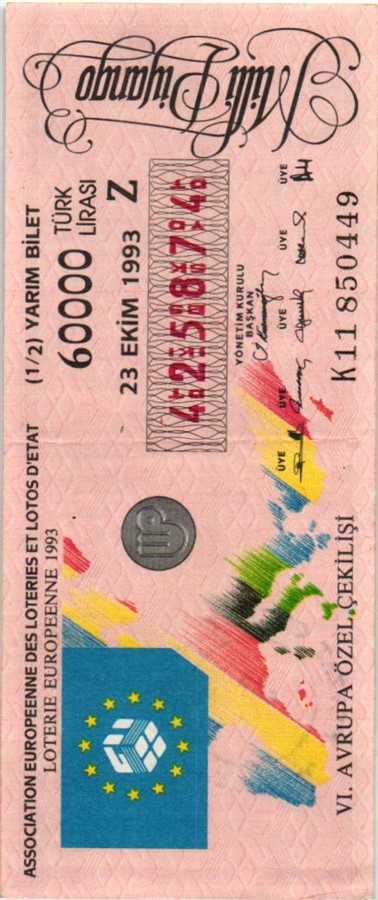 ASSOCIATION EUROPEENNE DES LOTERIES ET LOTOS D'ETAT
LOTERIE EUROPEENNE 1993
(1/2) YARIM BİLET
60000 TÜRK LİRASI
23 EKİM 1993 Z
425874
Milli Piyango
YÖNETİM KURULU
BAŞKAN
ÜYE ÜYE ÜYE ÜYE ÜYE
VI. AVRUPA ÖZEL ÇEKİLİŞİ
K11 850449